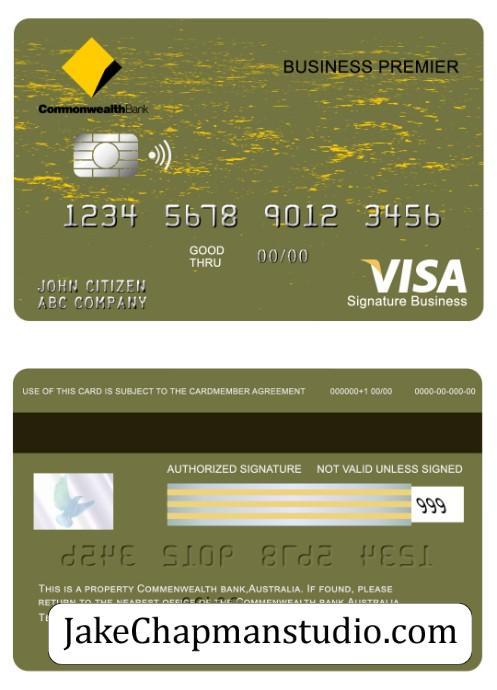 BUSINESS PREMIER
CommonwealthBank
1234 5678 9012 3456
GOOD
THRU 00/00
VISA
Signature Business
JOHN CITIZEN
ABC COMPANY
USE OF THIS CARD IS SUBJECT TO THE CARDMEMBER AGREEMENT 000000+1 00/00 0000-00-000-00
AUTHORIZED SIGNATURE NOT VALID UNLESS SIGNED
999
1234 5678 9012 3456
THIS IS A PROPERTY COMMENWEALTH BANK,AUSTRALIA. IF FOUND, PLEASE
RETURN TO THE NEAREST OFFICE OF THE COMMONWEALTH BANK AUSTRALIA
JakeChapmanstudio.com